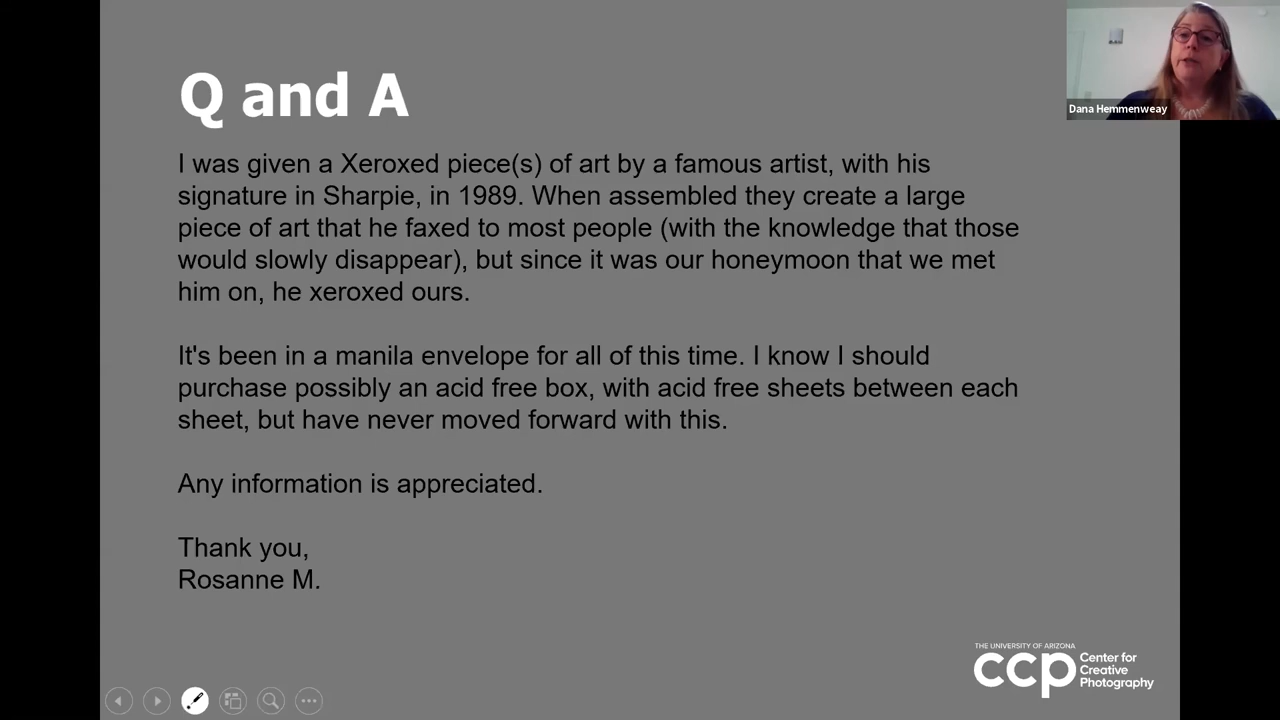 Q and A
Dana Hemmenweay
I was given a Xeroxed piece(s) of art by a famous artist, with his
signature in Sharpie, in 1989. When assembled they create a large
piece of art that he faxed to most people (with the knowledge that those
would slowly disappear), but since it was our honeymoon that we met
him on, he xeroxed ours.
It's been in a manila envelope for all of this time. I know I should
purchase possibly an acid free box, with acid free sheets between each
sheet, but have never moved forward with this.
Any information is appreciated.
Thank you,
Rosanne M.
THE UNIVERSITY OF ARIZONA
ccp
Center for
Creative
Photography